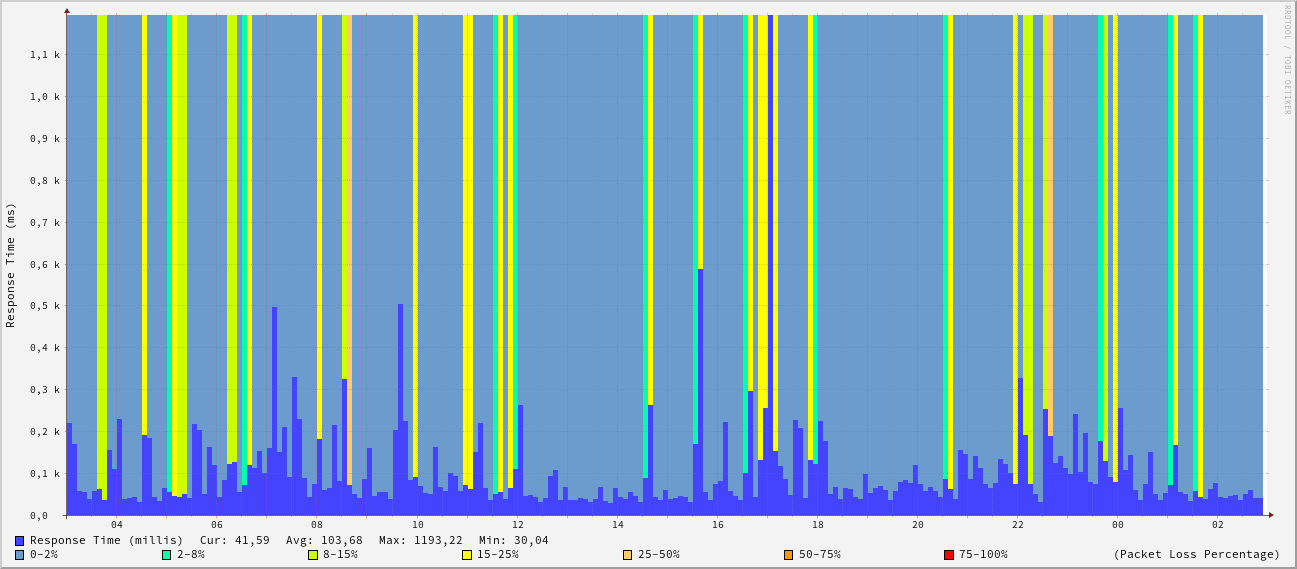 RRDTOOL / TOBI OETIKER
Response Time (ms)
1,1 k
1,0 k
0,9 k
0,8 k
0,7 k
0,6 k
0,5 k
0,4 k
0,3 k
0,2 k
0,1 k
0,0
04 06 08 10 12 14 16 18 20 22 00 02
Response Time (millis) Cur: 41,59 Avg: 103,68 Max: 1193,22 Min: 30,04
0-2% 2-8% 8-15% 15-25% 25-50% 50-75% 75-100% (Packet Loss Percentage)